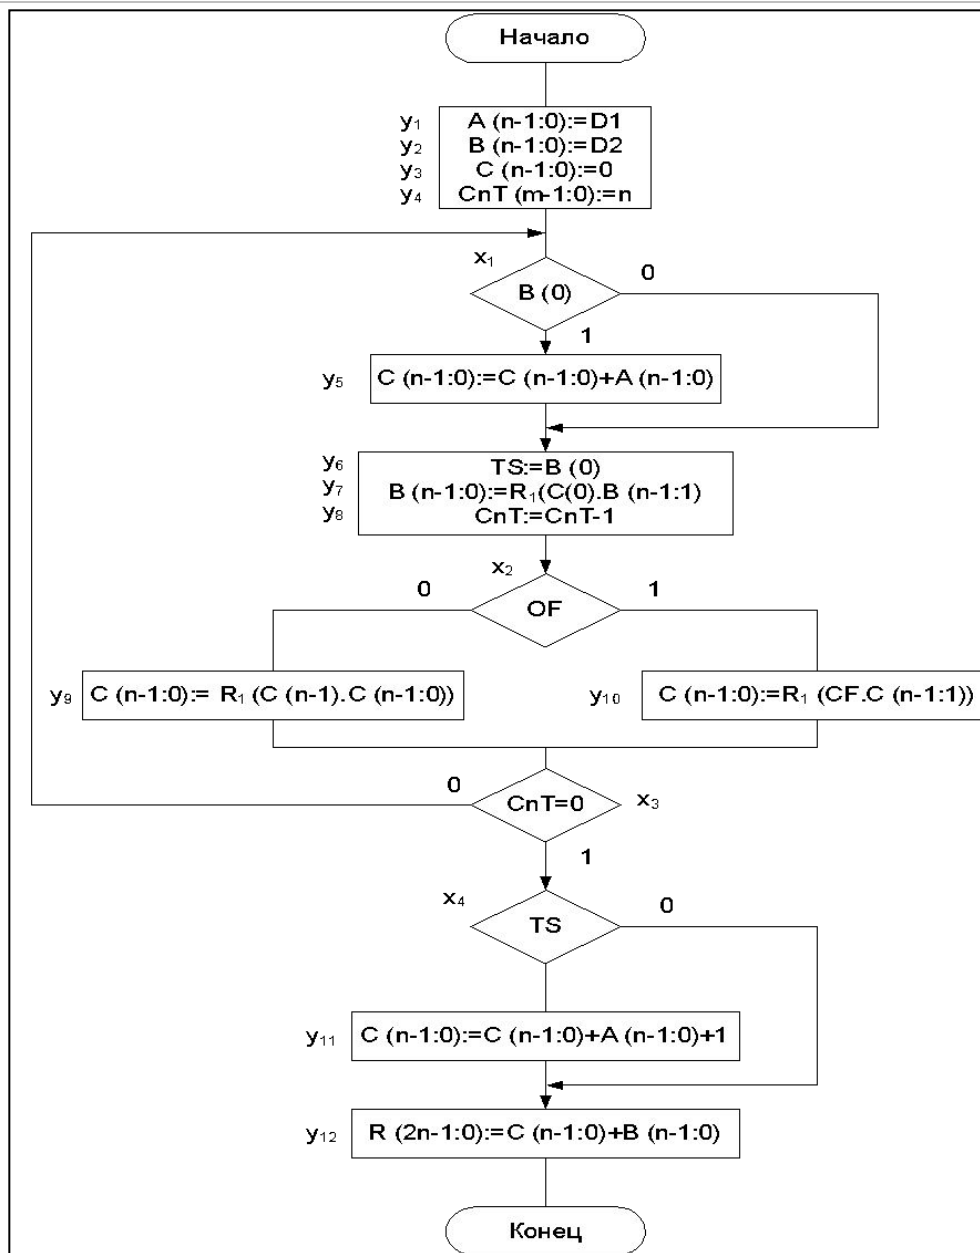 Начало
y₁ A (n-1:0):=D1
y₂ B (n-1:0):=D2
y₃ C (n-1:0):=0
y₄ CnT (m-1:0):=n
x₁
0
B (0)
1
y₅ C (n-1:0):=C (n-1:0)+A (n-1:0)
y₆ TS:=B (0)
y₇ B (n-1:0):=R₁(C(0).B (n-1:1)
y₈ CnT:=CnT-1
x₂
0 1
OF
y₉ C (n-1:0):= R₁ (C (n-1).C (n-1:0))
y₁₀ C (n-1:0):=R₁ (CF.C (n-1:1))
0
CnT=0 x₃
1
x₄ 0
TS
y₁₁ C (n-1:0):=C (n-1:0)+A (n-1:0)+1
y₁₂ R (2n-1:0):=C (n-1:0)+B (n-1:0)
Конец